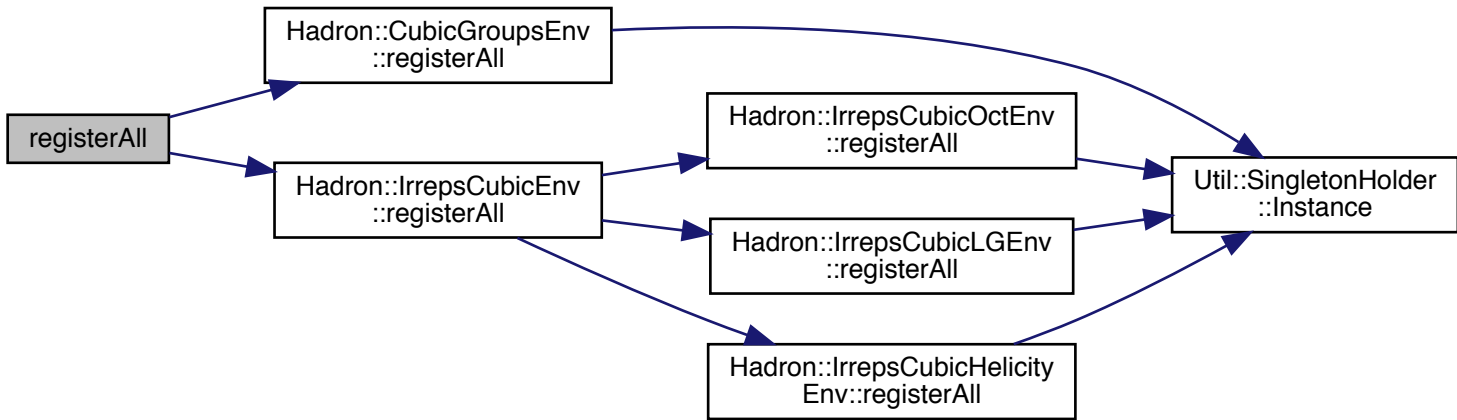 registerAll
Hadron::CubicGroupsEnv
::registerAll
Hadron::IrrepsCubicEnv
::registerAll
Hadron::IrrepsCubicOctEnv
::registerAll
Hadron::IrrepsCubicLGEnv
::registerAll
Hadron::IrrepsCubicHelicity
Env::registerAll
Util::SingletonHolder
::Instance